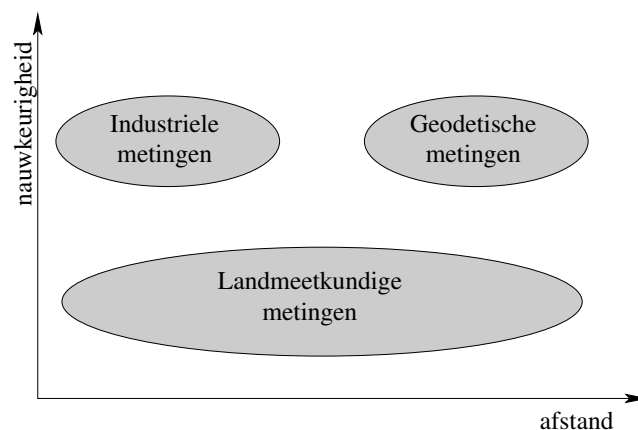 nauwkeurigheid
Industriele
metingen
Geodetische
metingen
Landmeetkundige
metingen
afstand